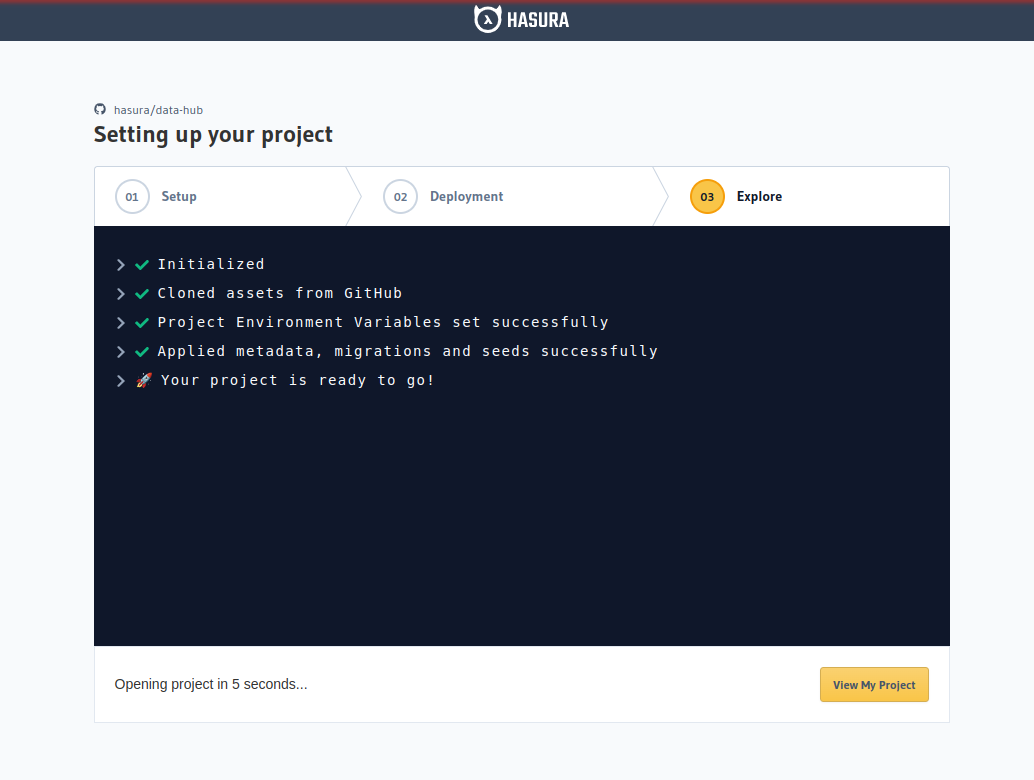 HASURA
hasura/data-hub
Setting up your project
01 Setup
02 Deployment
03 Explore
Initialized
Cloned assets from GitHub
Project Environment Variables set successfully
Applied metadata, migrations and seeds successfully
🚀 Your project is ready to go!
Opening project in 5 seconds...
View My Project